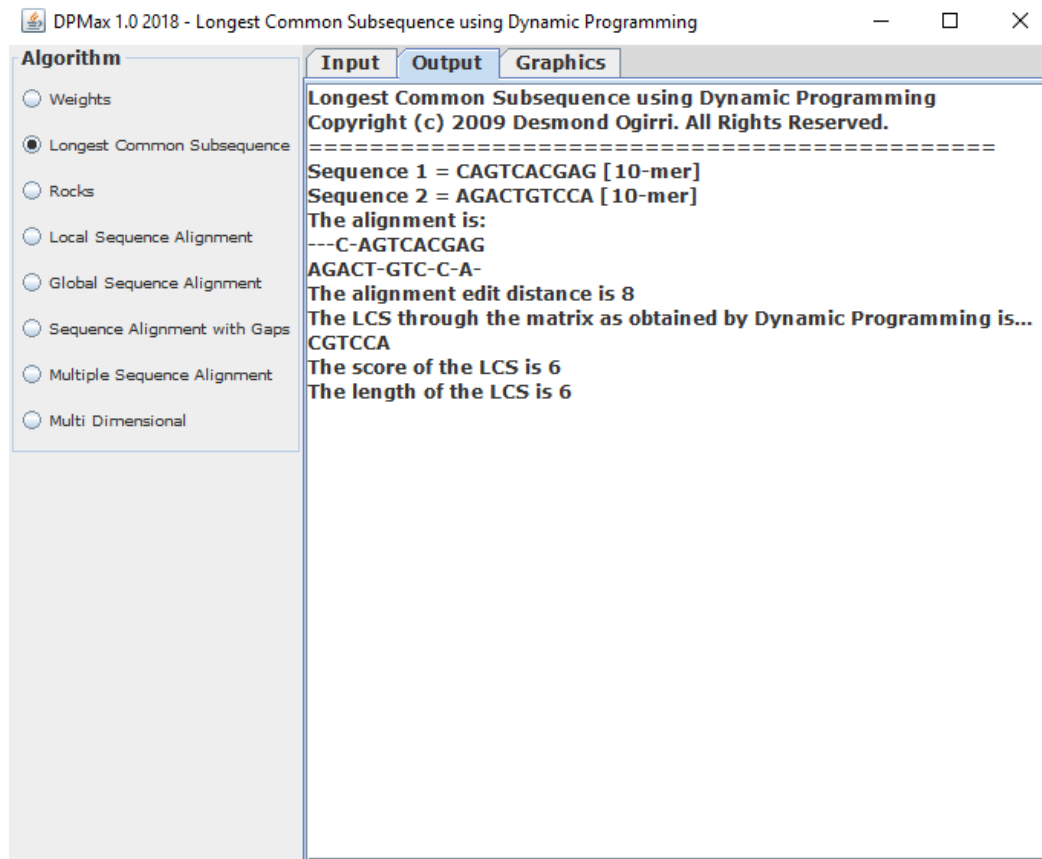 DPMax 1.0 2018 - Longest Common Subsequence using Dynamic Programming
Algorithm
Weights
Longest Common Subsequence
Rocks
Local Sequence Alignment
Global Sequence Alignment
Sequence Alignment with Gaps
Multiple Sequence Alignment
Multi Dimensional
Input Output Graphics
Longest Common Subsequence using Dynamic Programming
Copyright (c) 2009 Desmond Ogirri. All Rights Reserved.
=============================================
Sequence 1 = CAGTCACGAG [10-mer]
Sequence 2 = AGACTGTCCA [10-mer]
The alignment is:
---C-AGTCACGAG
AGACT-GTC-C-A-
The alignment edit distance is 8
The LCS through the matrix as obtained by Dynamic Programming is...
CGTCCA
The score of the LCS is 6
The length of the LCS is 6